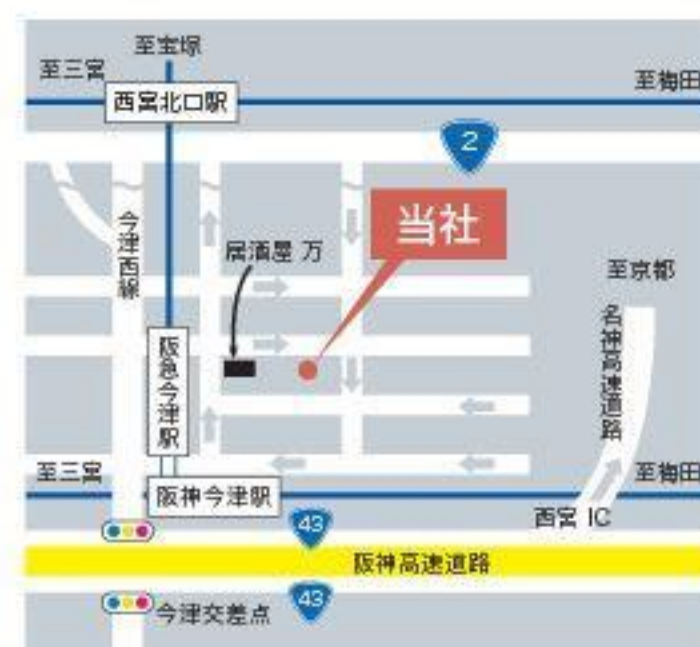 至宝塚
至三宮
至梅田
西宮北口駅
2
当社
今津西線
居酒屋 万
至京都
名神高速道路
阪急今津駅
至三宮
至梅田
阪神今津駅
西宮 IC
43
阪神高速道路
43
今津交差点